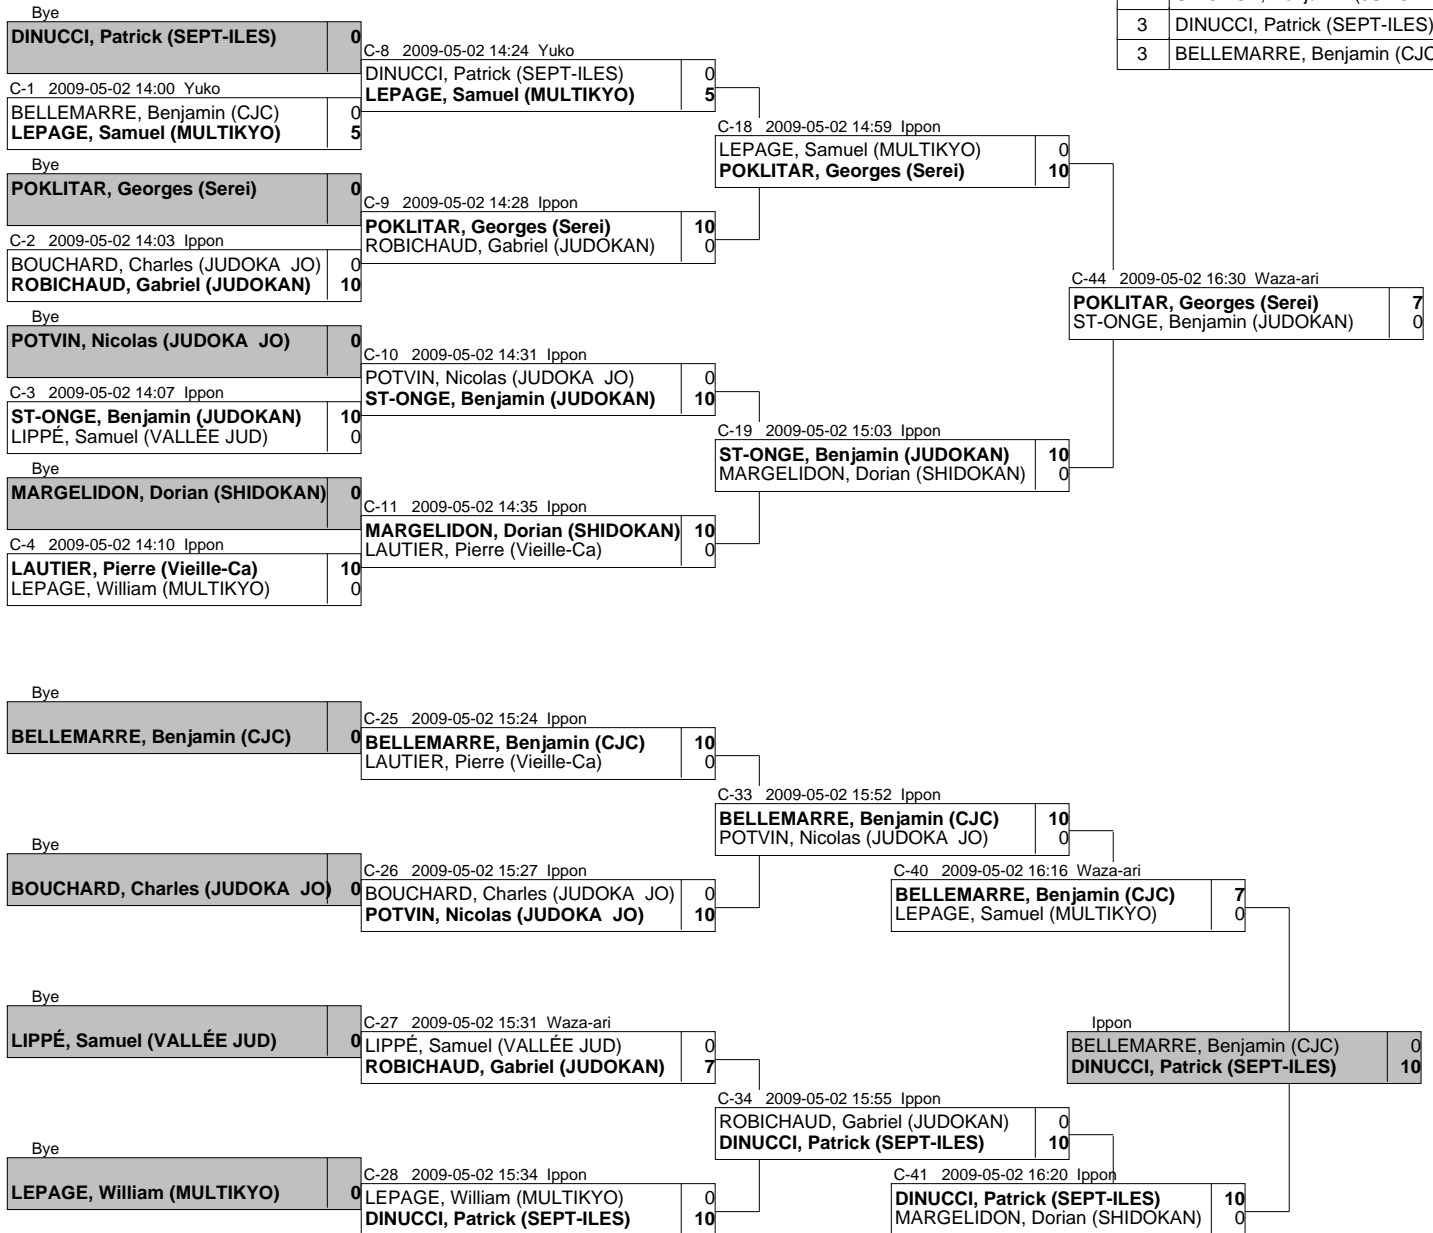 3 DINUCCI, Patrick (SEPT-ILES)
3 BELLEMARRE, Benjamin (CJC
Bye
DINUCCI, Patrick (SEPT-ILES) 0
C-1 2009-05-02 14:00 Yuko
BELLEMARRE, Benjamin (CJC) 0
LEPAGE, Samuel (MULTIKYO) 5
Bye
POKLITAR, Georges (Serei) 0
C-2 2009-05-02 14:03 Ippon
BOUCHARD, Charles (JUDOKA JO) 0
ROBICHAUD, Gabriel (JUDOKAN) 10
Bye
POTVIN, Nicolas (JUDOKA JO) 0
C-3 2009-05-02 14:07 Ippon
ST-ONGE, Benjamin (JUDOKAN) 10
LIPPÉ, Samuel (VALLÉE JUD) 0
Bye
MARGELIDON, Dorian (SHIDOKAN) 0
C-4 2009-05-02 14:10 Ippon
LAUTIER, Pierre (Vieille-Ca) 10
LEPAGE, William (MULTIKYO) 0
C-8 2009-05-02 14:24 Yuko
DINUCCI, Patrick (SEPT-ILES) 0
LEPAGE, Samuel (MULTIKYO) 5
C-9 2009-05-02 14:28 Ippon
POKLITAR, Georges (Serei) 10
ROBICHAUD, Gabriel (JUDOKAN) 0
C-10 2009-05-02 14:31 Ippon
POTVIN, Nicolas (JUDOKA JO) 0
ST-ONGE, Benjamin (JUDOKAN) 10
C-11 2009-05-02 14:35 Ippon
MARGELIDON, Dorian (SHIDOKAN) 10
LAUTIER, Pierre (Vieille-Ca) 0
C-18 2009-05-02 14:59 Ippon
LEPAGE, Samuel (MULTIKYO) 0
POKLITAR, Georges (Serei) 10
C-19 2009-05-02 15:03 Ippon
ST-ONGE, Benjamin (JUDOKAN) 10
MARGELIDON, Dorian (SHIDOKAN) 0
C-44 2009-05-02 16:30 Waza-ari
POKLITAR, Georges (Serei) 7
ST-ONGE, Benjamin (JUDOKAN) 0
Bye
BELLEMARRE, Benjamin (CJC) 0
Bye
BOUCHARD, Charles (JUDOKA JO) 0
Bye
LIPPÉ, Samuel (VALLÉE JUD) 0
Bye
LEPAGE, William (MULTIKYO) 0
C-25 2009-05-02 15:24 Ippon
BELLEMARRE, Benjamin (CJC) 10
LAUTIER, Pierre (Vieille-Ca) 0
C-26 2009-05-02 15:27 Ippon
BOUCHARD, Charles (JUDOKA JO) 0
POTVIN, Nicolas (JUDOKA JO) 10
C-27 2009-05-02 15:31 Waza-ari
LIPPÉ, Samuel (VALLÉE JUD) 0
ROBICHAUD, Gabriel (JUDOKAN) 7
C-28 2009-05-02 15:34 Ippon
LEPAGE, William (MULTIKYO) 0
DINUCCI, Patrick (SEPT-ILES) 10
C-33 2009-05-02 15:52 Ippon
BELLEMARRE, Benjamin (CJC) 10
POTVIN, Nicolas (JUDOKA JO) 0
C-34 2009-05-02 15:55 Ippon
ROBICHAUD, Gabriel (JUDOKAN) 0
DINUCCI, Patrick (SEPT-ILES) 10
C-40 2009-05-02 16:16 Waza-ari
BELLEMARRE, Benjamin (CJC) 7
LEPAGE, Samuel (MULTIKYO) 0
C-41 2009-05-02 16:20 Ippon
DINUCCI, Patrick (SEPT-ILES) 10
MARGELIDON, Dorian (SHIDOKAN) 0
Ippon
BELLEMARRE, Benjamin (CJC) 0
DINUCCI, Patrick (SEPT-ILES) 10